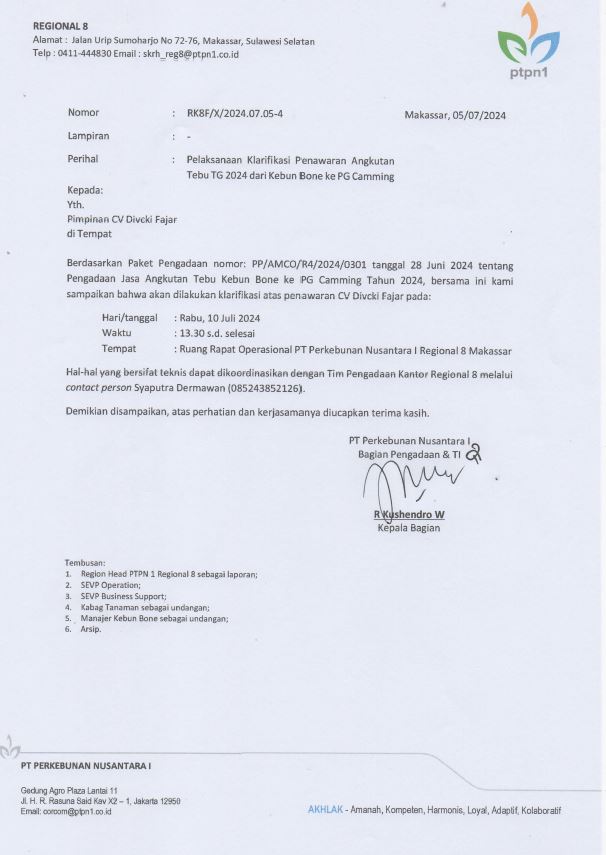 REGIONAL 8
Alamat : Jalan Urip Sumoharjo No 72-76, Makassar, Sulawesi Selatan
Telp : 0411-444830 Email : skrh_reg8@ptpn1.co.id
ptpn1
Nomor : RK8F/X/2024.07.05-4 Makassar, 05/07/2024
Lampiran : -
Perihal : Pelaksanaan Klarifikasi Penawaran Angkutan
Tebu TG 2024 dari Kebun Bone ke PG Camming
Kepada:
Yth.
Pimpinan CV Divcki Fajar
di Tempat
Berdasarkan Paket Pengadaan nomor: PP/AMCO/R4/2024/0301 tanggal 28 Juni 2024 tentang
Pengadaan Jasa Angkutan Tebu Kebun Bone ke PG Camming Tahun 2024, bersama ini kami
sampaikan bahwa akan dilakukan klarifikasi atas penawaran CV Divcki Fajar pada:
Hari/tanggal : Rabu, 10 Juli 2024
Waktu : 13.30 s.d. selesai
Tempat : Ruang Rapat Operasional PT Perkebunan Nusantara I Regional 8 Makassar
Hal-hal yang bersifat teknis dapat dikoordinasikan dengan Tim Pengadaan Kantor Regional 8 melalui
contact person Syaputra Dermawan (085243852126).
Demikian disampaikan, atas perhatian dan kerjasamanya diucapkan terima kasih.
PT Perkebunan Nusantara I
Bagian Pengadaan & TI
R Kushendro W
Kepala Bagian
Tembusan:
1. Region Head PTPN 1 Regional 8 sebagai laporan;
2. SEVP Operation;
3. SEVP Business Support;
4. Kabag Tanaman sebagai undangan;
5. Manajer Kebun Bone sebagai undangan;
6. Arsip.
PT PERKEBUNAN NUSANTARA I
Gedung Agro Plaza Lantai 11
Jl. H. R. Rasuna Said Kav X2 – 1, Jakarta 12950
Email: corcom@ptpn1.co.id
AKHLAK - Amanah, Kompeten, Harmonis, Loyal, Adaptif, Kolaboratif